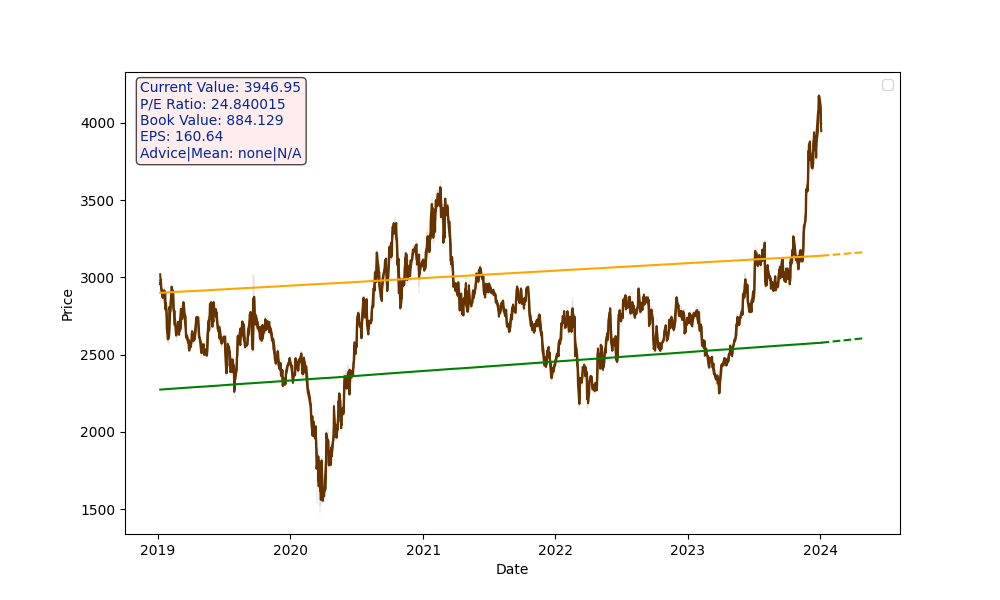 Current Value: 3946.95
P/E Ratio: 24.840015
Book Value: 884.129
EPS: 160.64
Advice|Mean: none|N/A
4000
3500
3000
2500
2000
1500
Price
2019 2020 2021 2022 2023 2024
Date